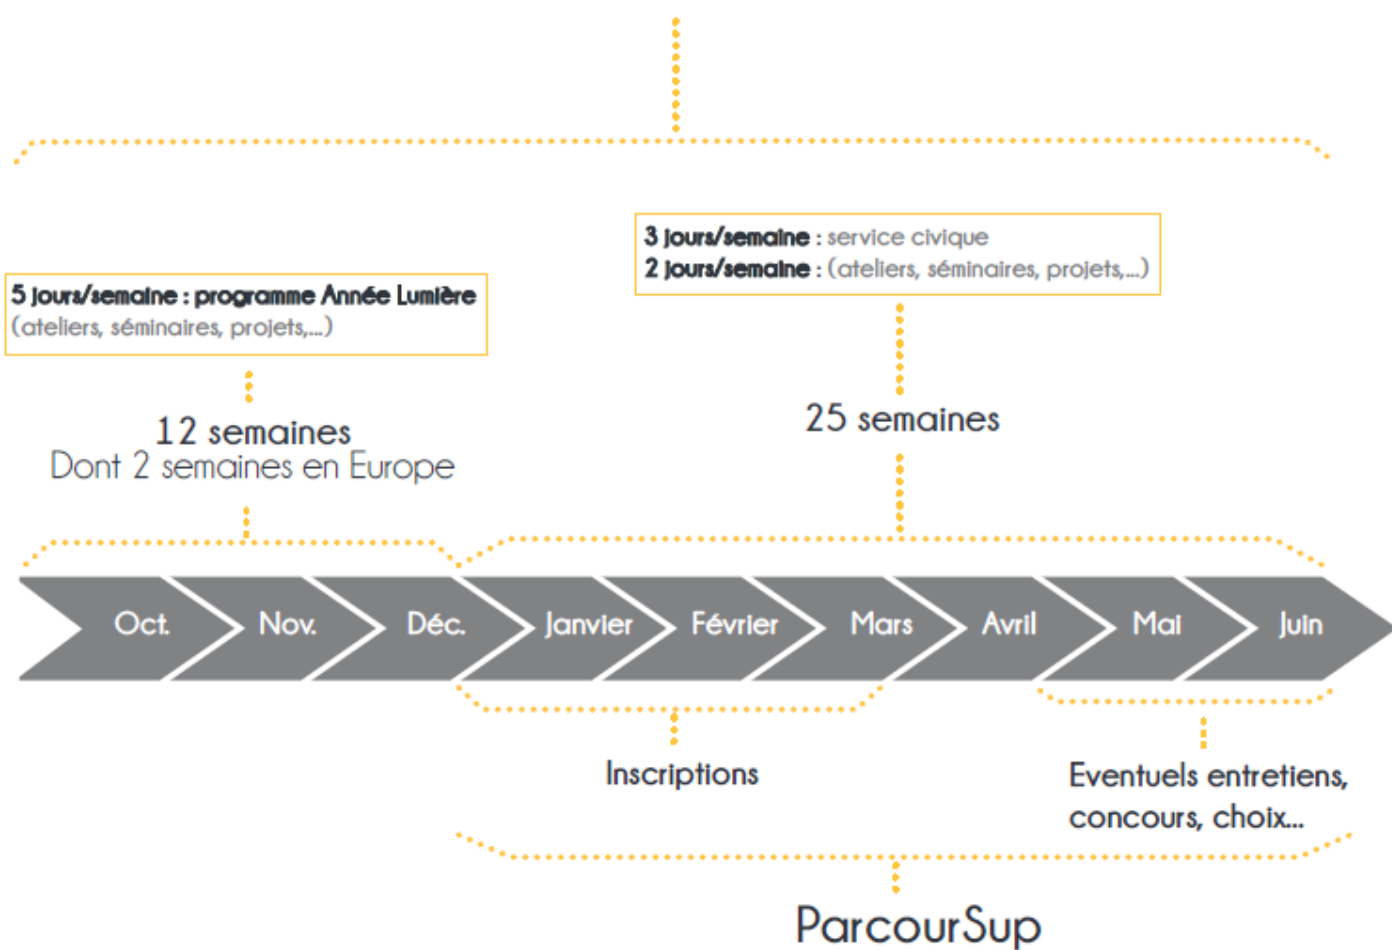 3 jours/semaine : service civique
2 jours/semaine : (ateliers, séminaires, projets,...)
5 jours/semaine : programme Année Lumière
(ateliers, séminaires, projets,...)
12 semaines
Dont 2 semaines en Europe
25 semaines
Oct. Nov. Déc. Janvier Février Mars Avril Mai Juin
Inscriptions
Eventuels entretiens,
concours, choix...
ParcourSup